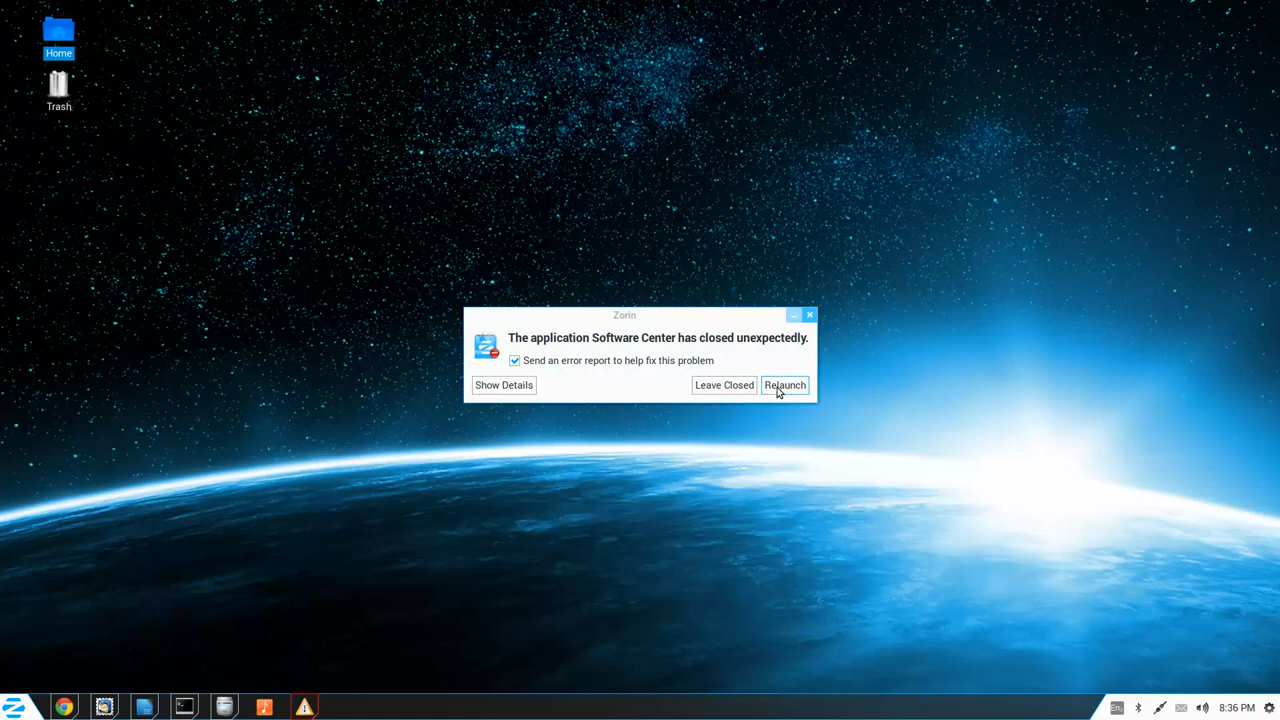 Home
Trash
Zorin
The application Software Center has closed unexpectedly.
Send an error report to help fix this problem
Show Details
Leave Closed
Relaunch
8:36 PM